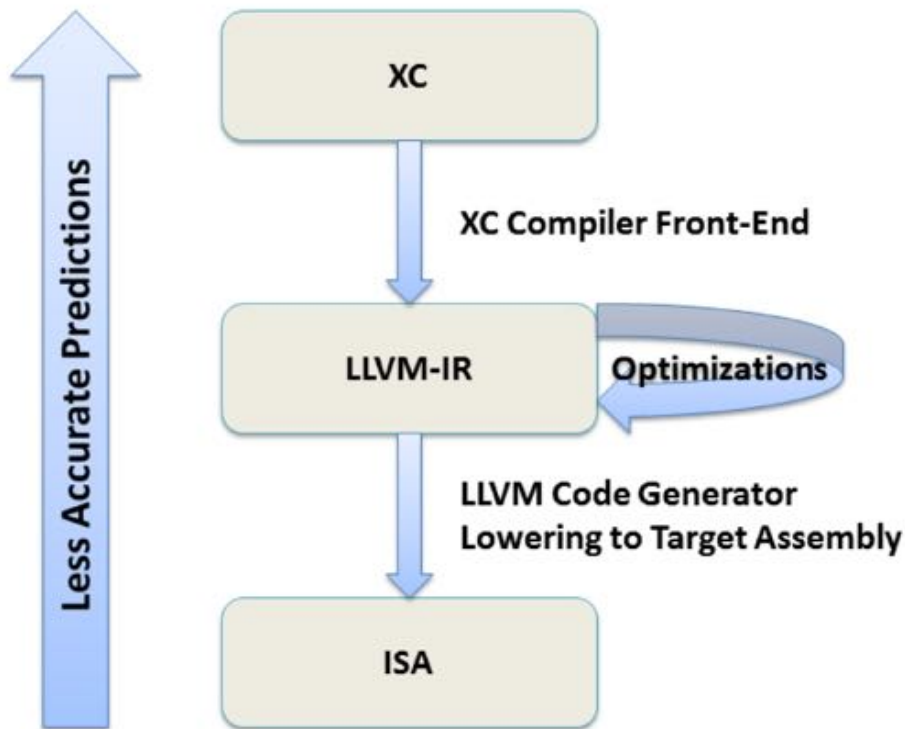 XC
Less Accurate Predictions
XC Compiler Front-End
LLVM-IR
Optimizations
LLVM Code Generator
Lowering to Target Assembly
ISA